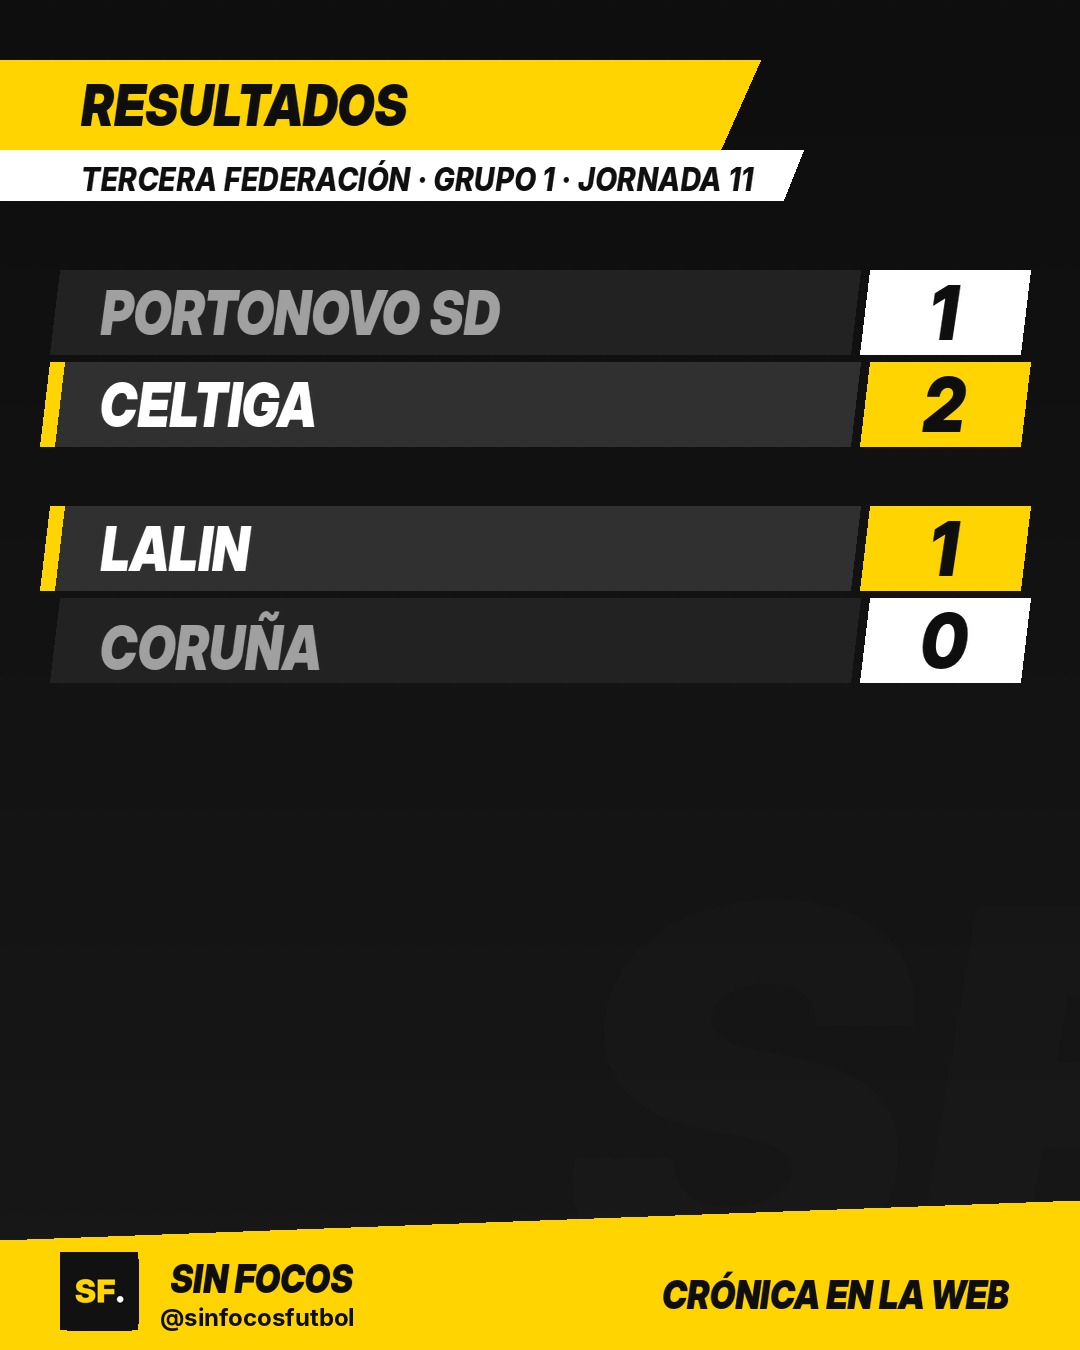 RESULTADOS
TERCERA FEDERACIÓN · GRUPO 1 · JORNADA 11
PORTONOVO SD 1
CELTIGA 2
LALIN 1
CORUÑA 0
SF
SF.
SIN FOCOS
@sinfocosfutbol
CRÓNICA EN LA WEB